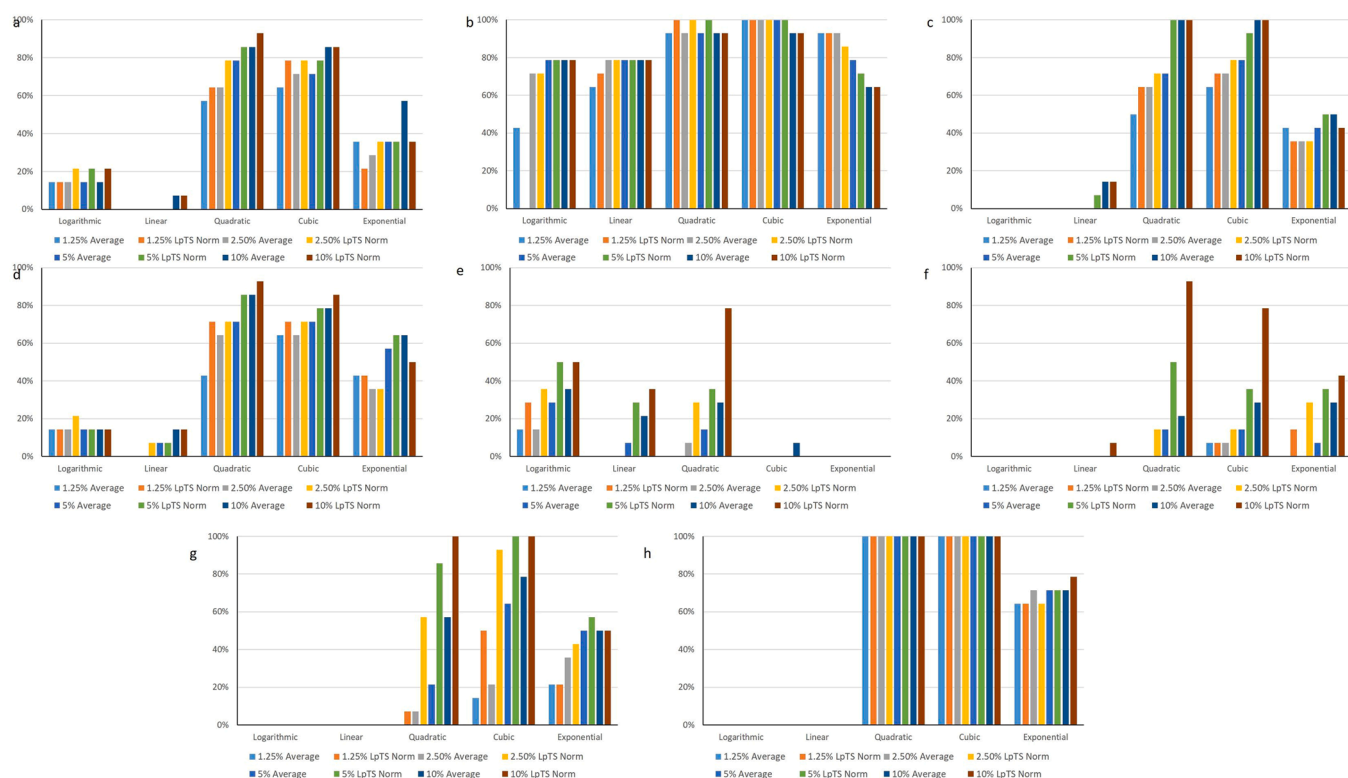 a
100%
80%
60%
40%
20%
0%
Logarithmic Linear Quadratic Cubic Exponential
1.25% Average 1.25% LpTS Norm 2.50% Average 2.50% LpTS Norm
5% Average 5% LpTS Norm 10% Average 10% LpTS Norm
b
100%
80%
60%
40%
20%
0%
Logarithmic Linear Quadratic Cubic Exponential
1.25% Average 1.25% LpTS Norm 2.50% Average 2.50% LpTS Norm
5% Average 5% LpTS Norm 10% Average 10% LpTS Norm
c
100%
80%
60%
40%
20%
0%
Logarithmic Linear Quadratic Cubic Exponential
1.25% Average 1.25% LpTS Norm 2.50% Average 2.50% LpTS Norm
5% Average 5% LpTS Norm 10% Average 10% LpTS Norm
d
100%
80%
60%
40%
20%
0%
Logarithmic Linear Quadratic Cubic Exponential
1.25% Average 1.25% LpTS Norm 2.50% Average 2.50% LpTS Norm
5% Average 5% LpTS Norm 10% Average 10% LpTS Norm
e
100%
80%
60%
40%
20%
0%
Logarithmic Linear Quadratic Cubic Exponential
1.25% Average 1.25% LpTS Norm 2.50% Average 2.50% LpTS Norm
5% Average 5% LpTS Norm 10% Average 10% LpTS Norm
f
100%
80%
60%
40%
20%
0%
Logarithmic Linear Quadratic Cubic Exponential
1.25% Average 1.25% LpTS Norm 2.50% Average 2.50% LpTS Norm
5% Average 5% LpTS Norm 10% Average 10% LpTS Norm
g
100%
80%
60%
40%
20%
0%
Logarithmic Linear Quadratic Cubic Exponential
1.25% Average 1.25% LpTS Norm 2.50% Average 2.50% LpTS Norm
5% Average 5% LpTS Norm 10% Average 10% LpTS Norm
h
100%
80%
60%
40%
20%
0%
Logarithmic Linear Quadratic Cubic Exponential
1.25% Average 1.25% LpTS Norm 2.50% Average 2.50% LpTS Norm
5% Average 5% LpTS Norm 10% Average 10% LpTS Norm